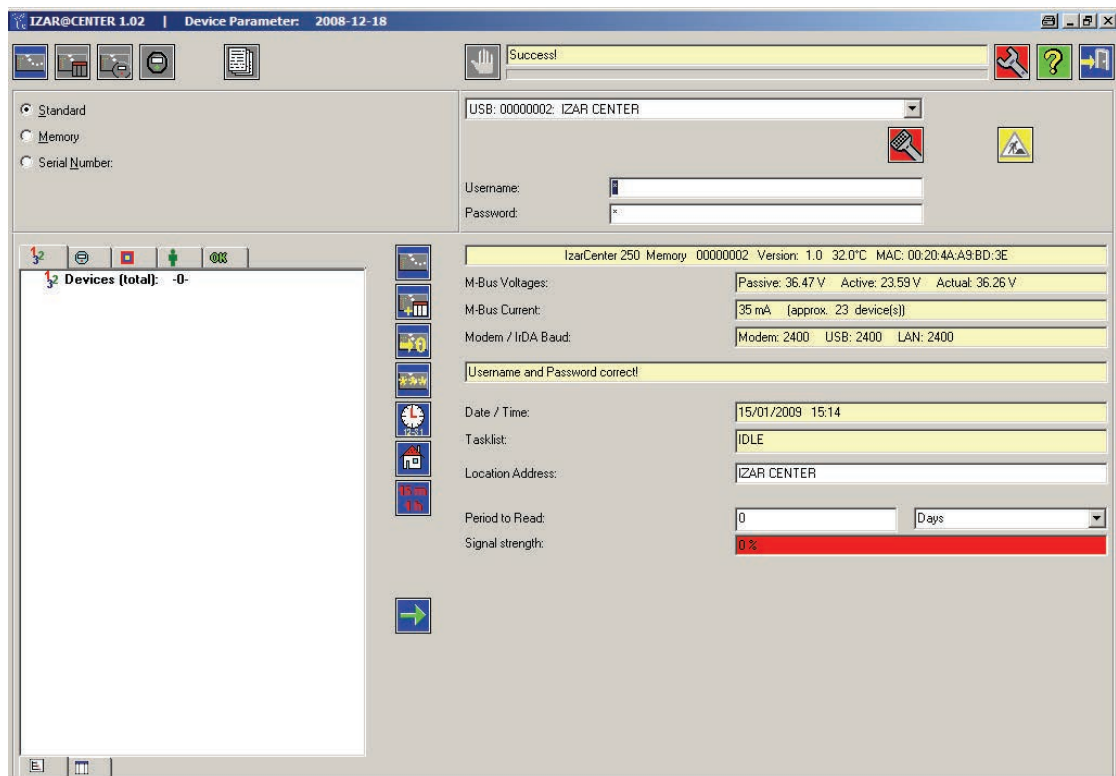 IZAR@CENTER 1.02 | Device Parameter: 2008-12-18
Success!
Standard
Memory
Serial Number:
USB: 00000002: IZAR CENTER
Username: *
Password: *
OK
Devices (total): -0-
IzarCenter 250 Memory 00000002 Version: 1.0 32.0°C MAC: 00:20:4A:A9:BD:3E
M-Bus Voltages: Passive: 36.47 V Active: 23.59 V Actual: 36.26 V
M-Bus Current: 35 mA (approx. 23 device(s))
Modem / IrDA Baud: Modem: 2400 USB: 2400 LAN: 2400
Username and Password correct!
Date / Time: 15/01/2009 15:14
12-31
Tasklist: IDLE
Location Address: IZAR CENTER
Period to Read: 0 Days
Signal strength: 0 %